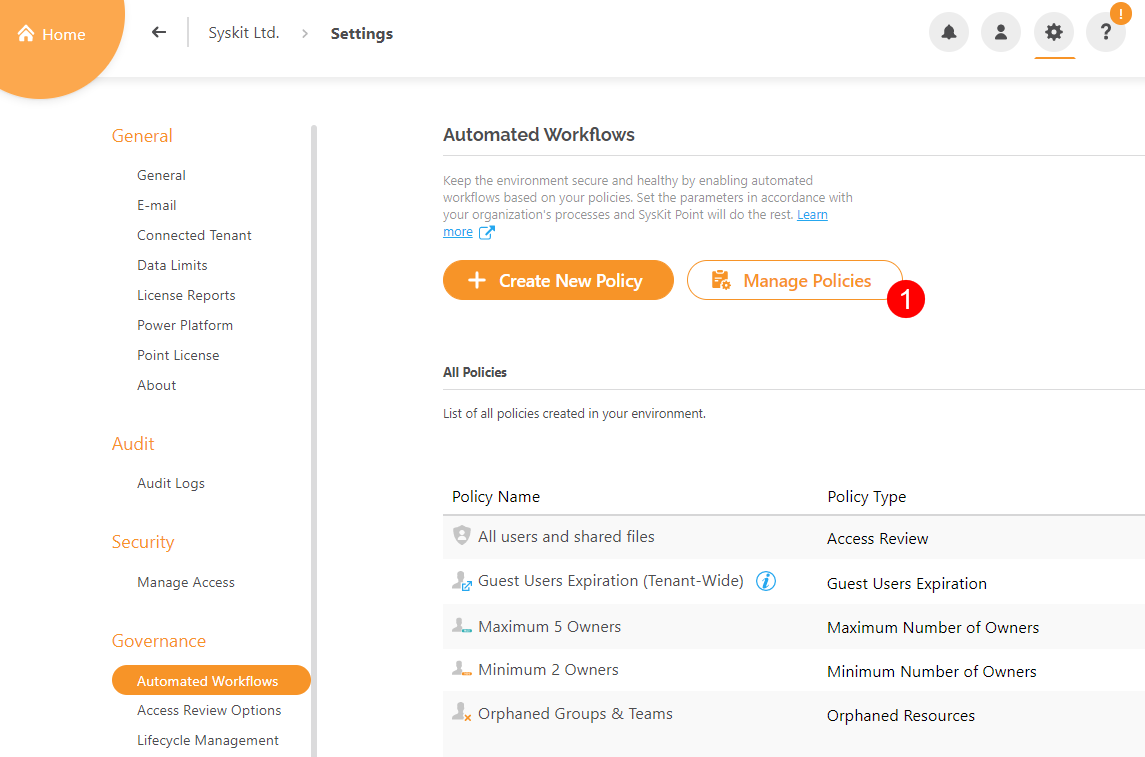 Home
Syskit Ltd. > Settings
!
?
General
General
E-mail
Connected Tenant
Data Limits
License Reports
Power Platform
Point License
About
Audit
Audit Logs
Security
Manage Access
Governance
Automated Workflows
Access Review Options
Lifecycle Management
Automated Workflows
Keep the environment secure and healthy by enabling automated
workflows based on your policies. Set the parameters in accordance with
your organization's processes and SysKit Point will do the rest. Learn
more
+ Create New Policy
Manage Policies
1
All Policies
List of all policies created in your environment.
Policy Name Policy Type
All users and shared files Access Review
Guest Users Expiration (Tenant-Wide) i Guest Users Expiration
Maximum 5 Owners Maximum Number of Owners
Minimum 2 Owners Minimum Number of Owners
Orphaned Groups & Teams Orphaned Resources